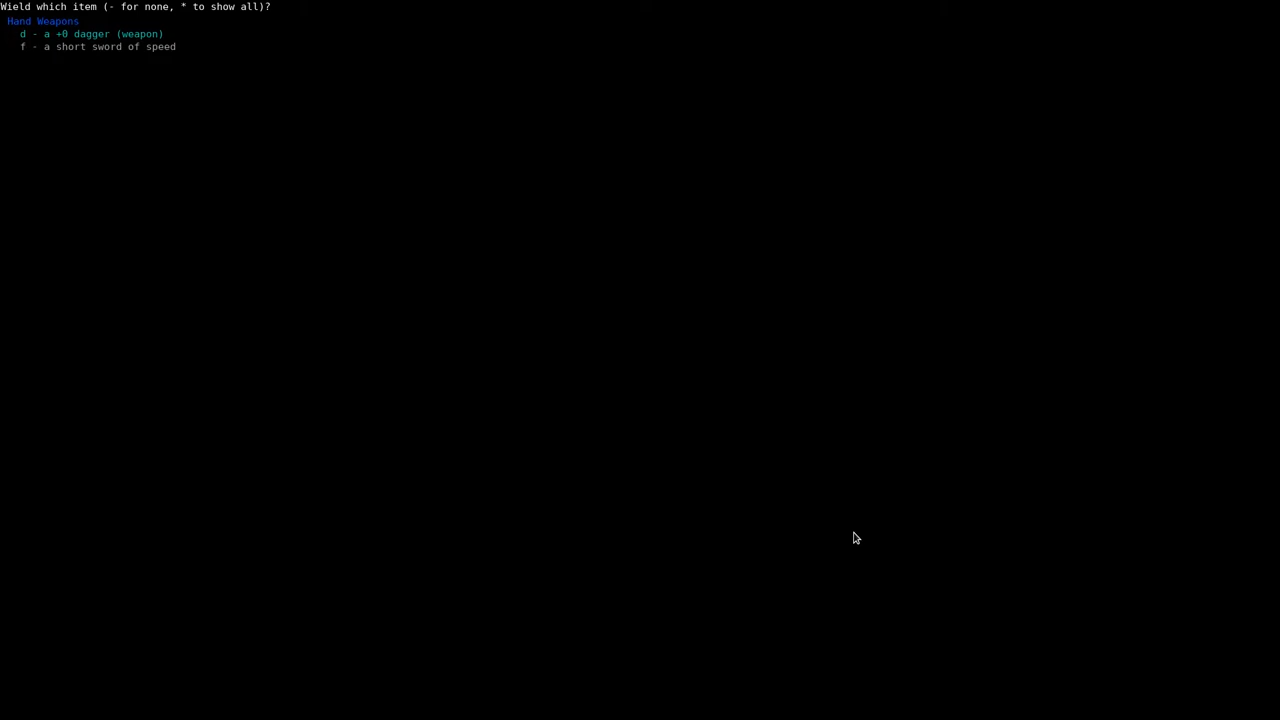 Wield which item (- for none, * to show all)?
Hand Weapons
d - a +0 dagger (weapon)
f - a short sword of speed